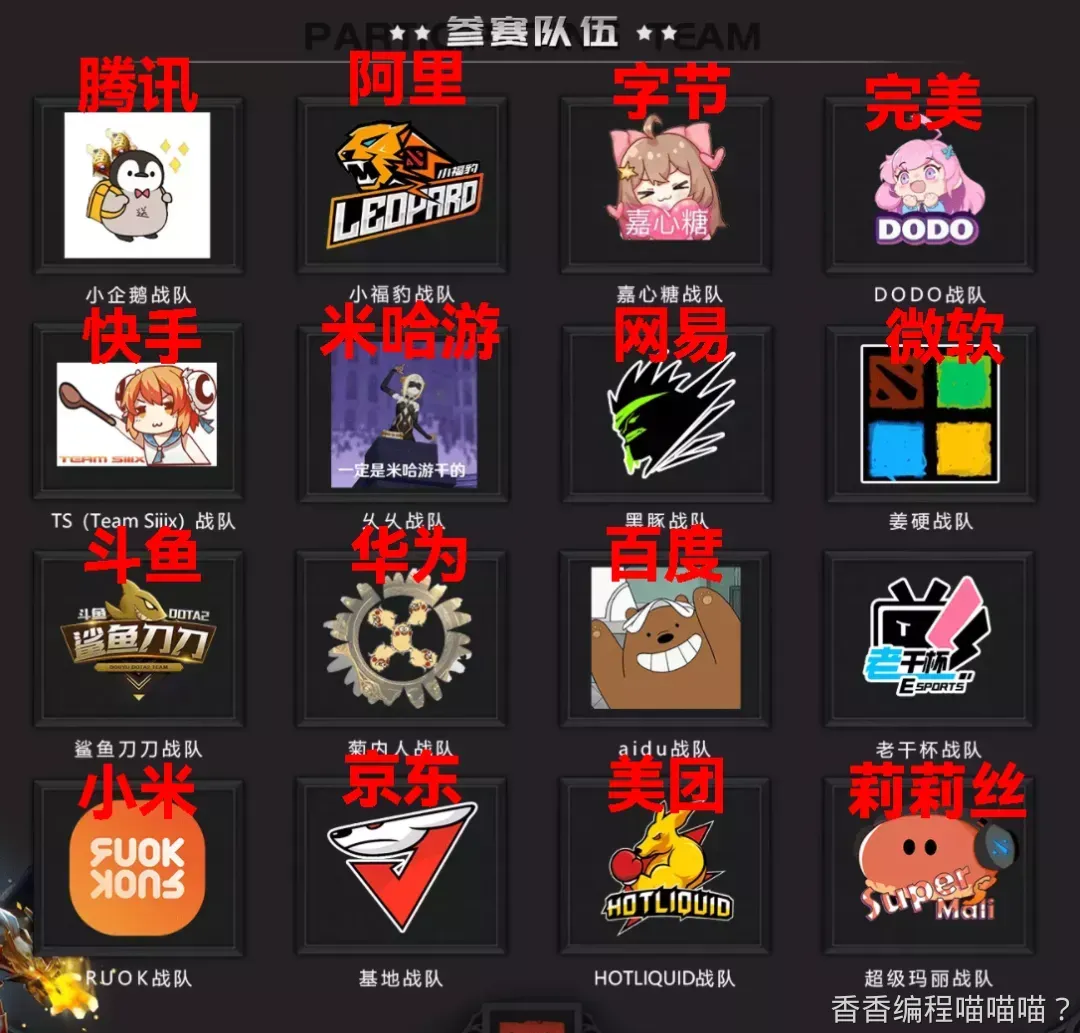 PARTICIPATING TEAM
参赛队伍
腾讯
阿里
字节
完美
送
小福豹
LEOPARD
嘉心糖
DODO
小企鹅战队
小福豹战队
嘉心糖战队
DODO战队
快手
米哈游
网易
微软
TEAM SIIIX
一定是米哈游干的
TS（Team Siiix）战队
乆乆战队
黑豚战队
姜硬战队
斗鱼
华为
百度
斗鱼 DOTA2
鲨鱼刀刀
DOUYU DOTA2 TEAM
老干杯
ESPORTS
鲨鱼刀刀战队
菊内人战队
aidu战队
老干杯战队
小米
京东
美团
莉莉丝
RUOK
RUOK
HOTLIQUID
Super
Mali
RUOK战队
基地战队
HOTLIQUID战队
超级玛丽战队
香香编程喵喵喵？